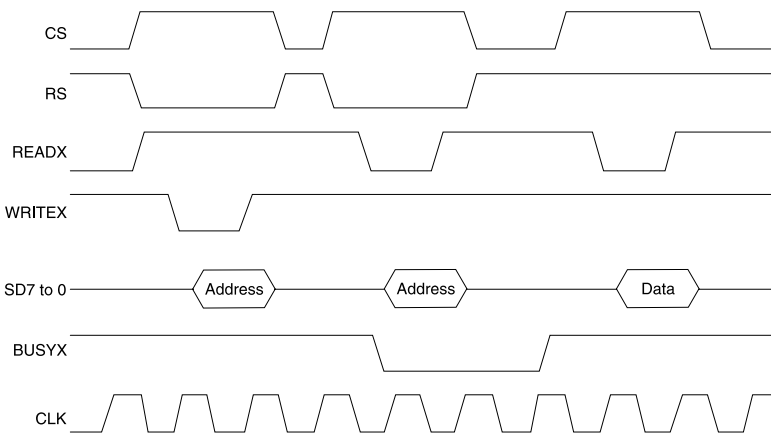 CS
RS
READX
WRITEX
SD7 to 0 Address Address Data
BUSYX
CLK